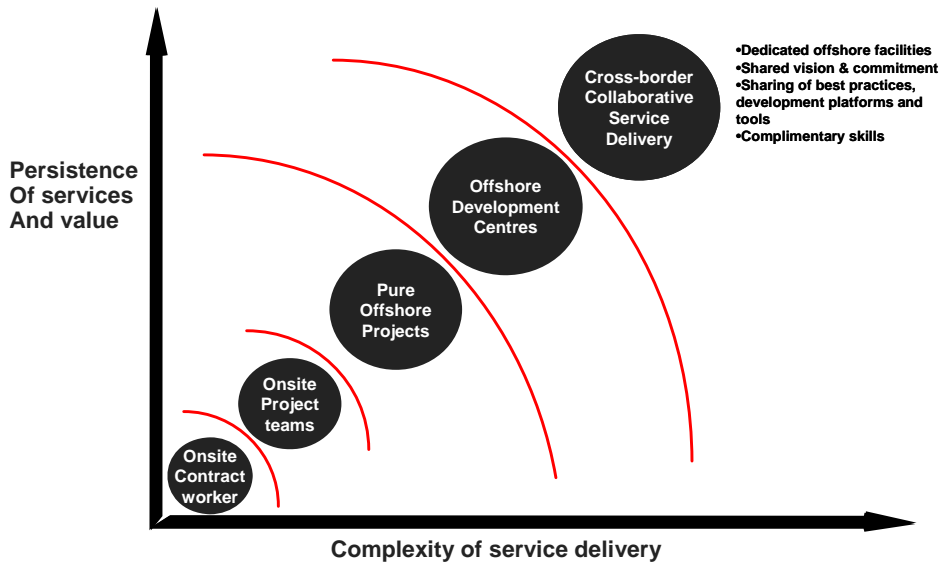 Cross-border
Collaborative
Service
Delivery
•Dedicated offshore facilities
•Shared vision & commitment
•Sharing of best practices,
development platforms and
tools
•Complimentary skills
Persistence
Of services
And value
Offshore
Development
Centres
Pure
Offshore
Projects
Onsite
Project
teams
Onsite
Contract
worker
Complexity of service delivery